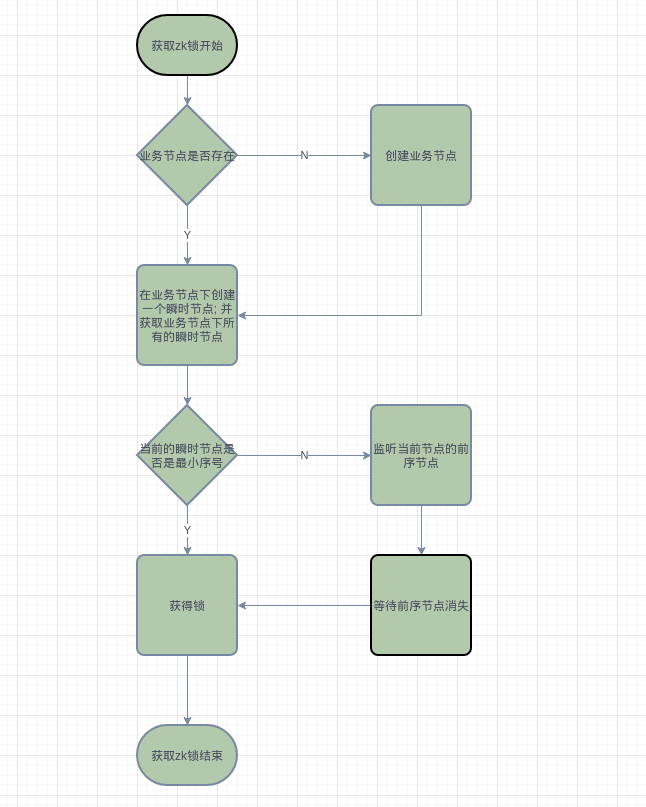 获取zk锁开始
业务节点是否存在
N
创建业务节点
Y
在业务节点下创建
一个瞬时节点; 并
获取业务节点下所
有的瞬时节点
当前的瞬时节点是
否是最小序号
N
监听当前节点的前
序节点
Y
获得锁
等待前序节点消失
获取zk锁结束